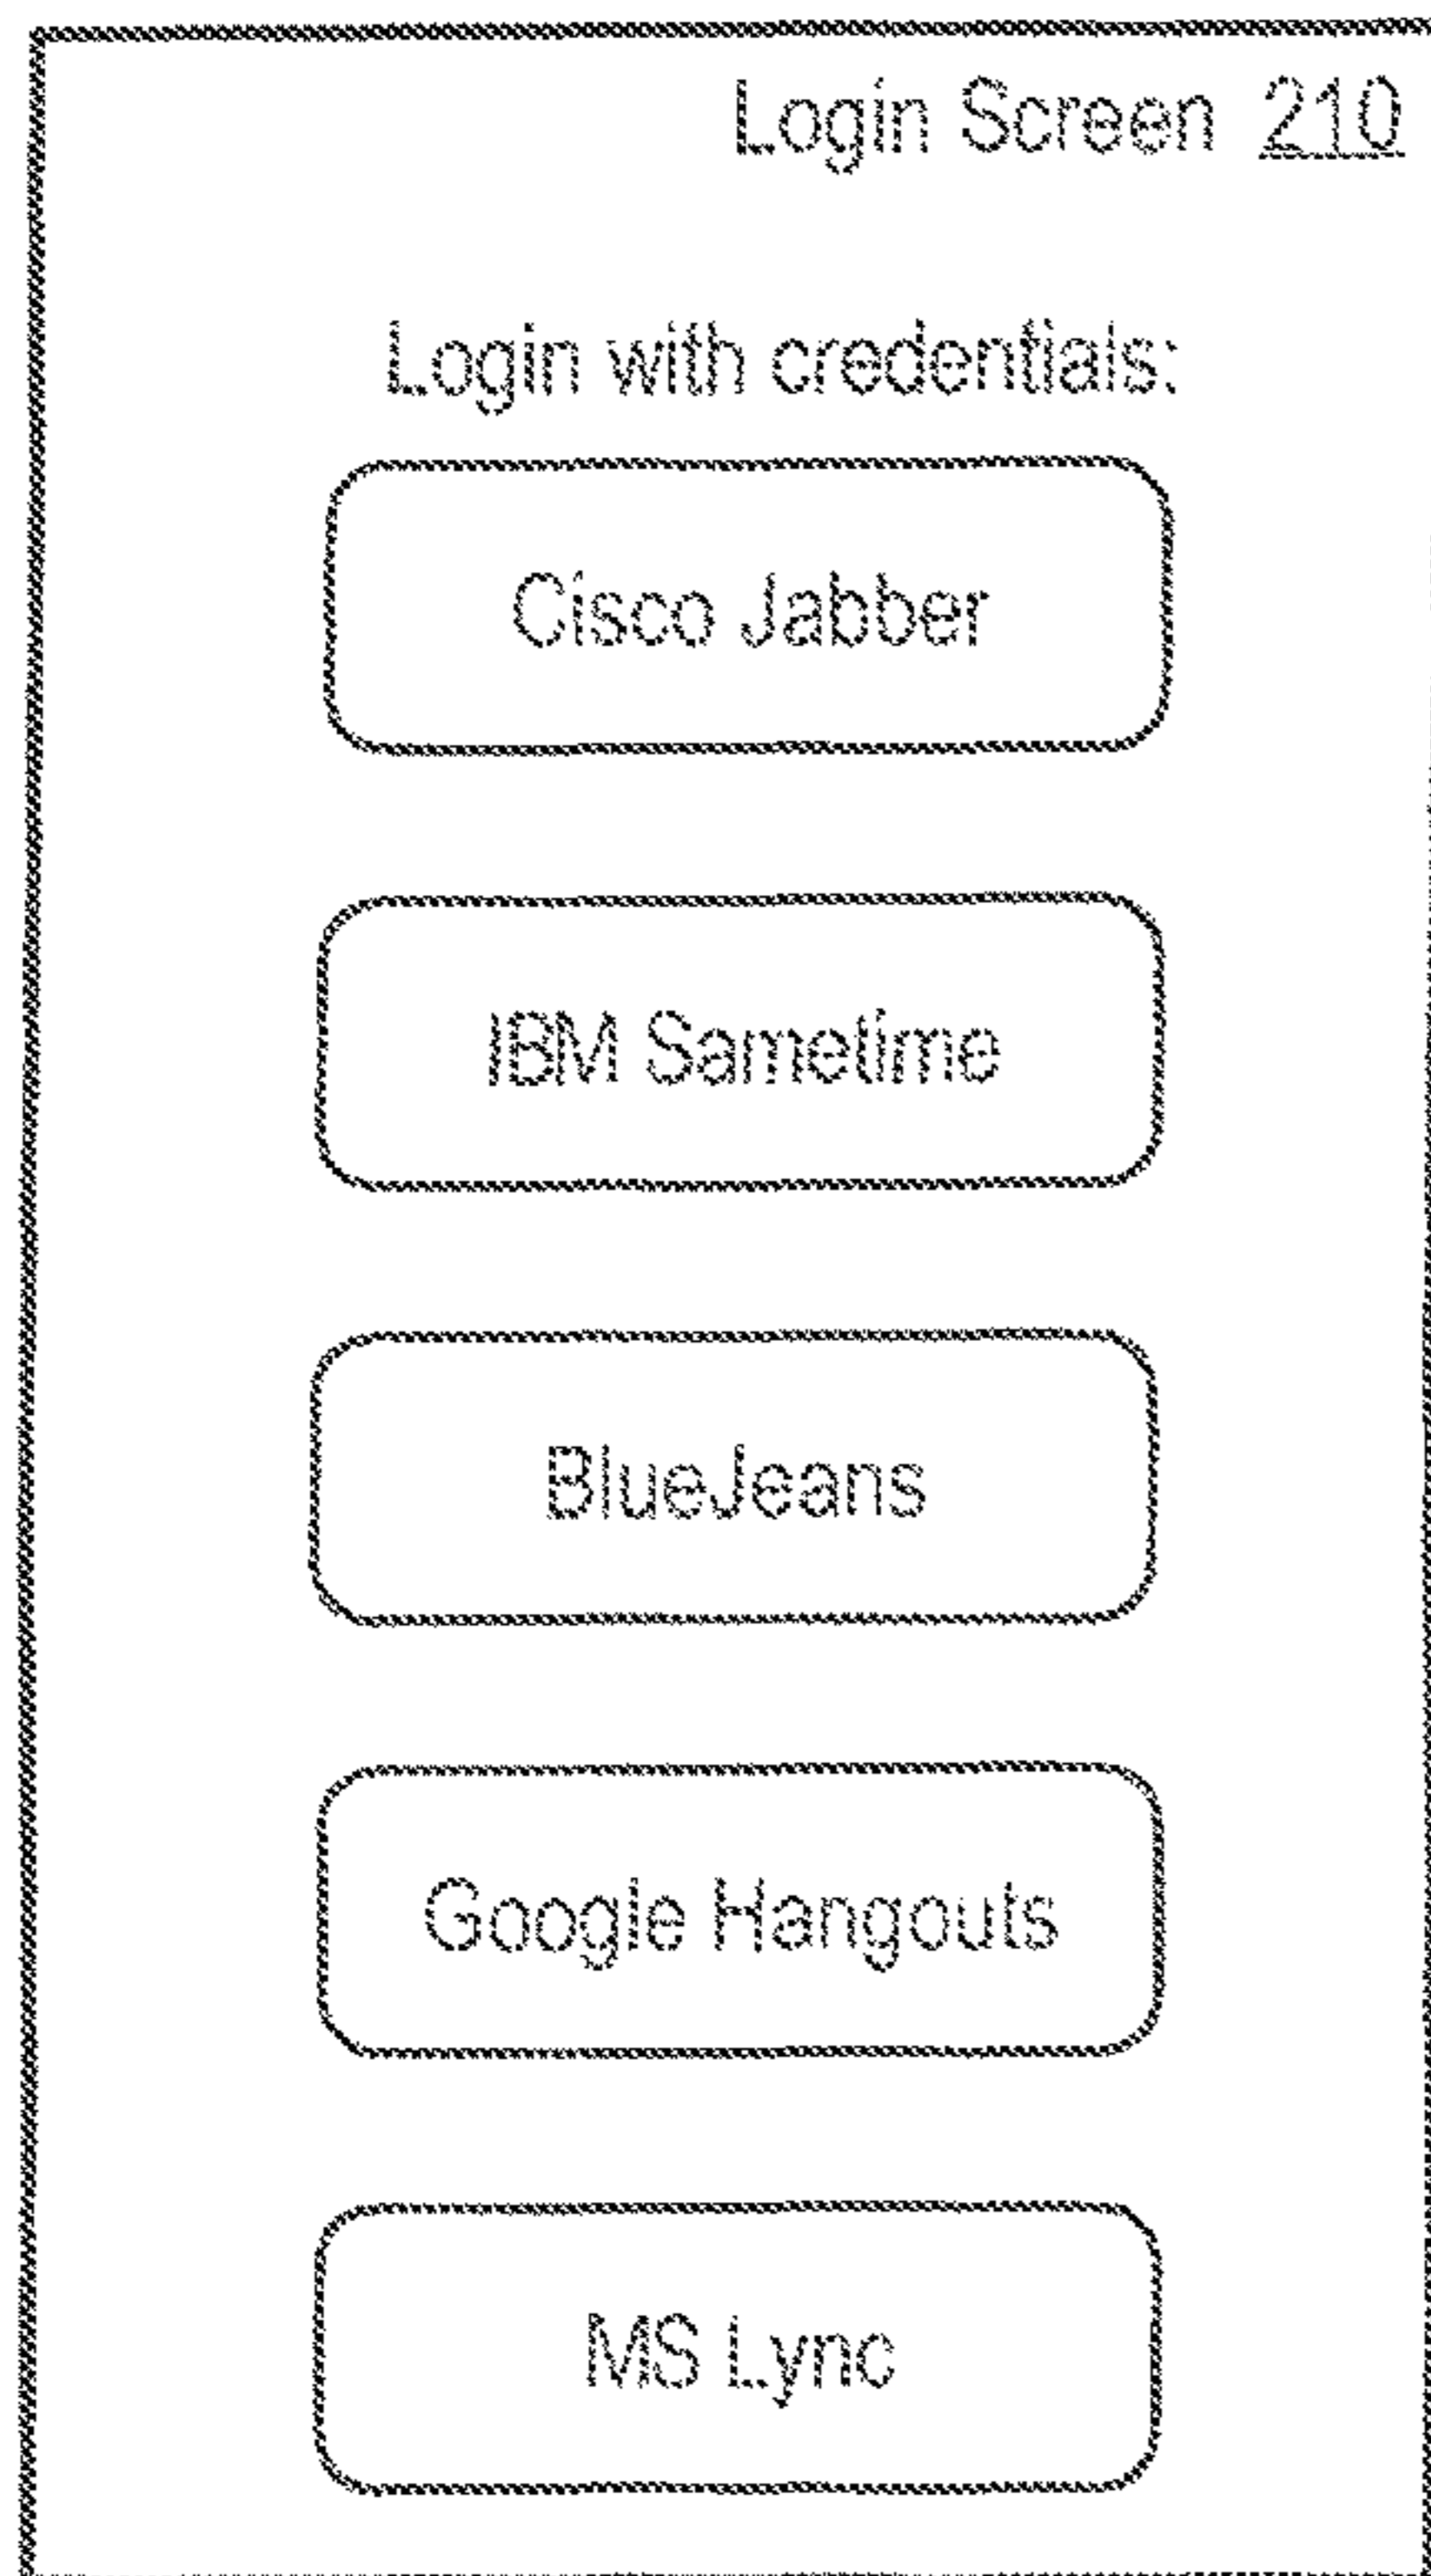 Login Screen 210
Login with credentials:
Cisco Jabber
IBM Sametime
BlueJeans
Google Hangouts
MS Lync